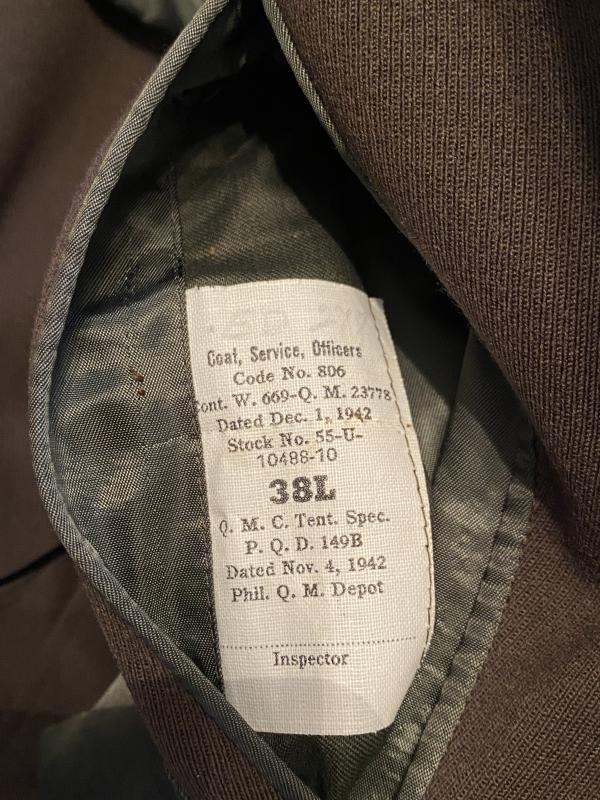 Coat, Service, Officers
Code No. 806
Cont. W. 669-Q. M. 23778
Dated Dec. 1, 1942
Stock No. 55-U-
10488-10
38L
Q. M. C. Tent. Spec.
P. Q. D. 149B
Dated Nov. 4, 1942
Phil. Q. M. Depot
Inspector